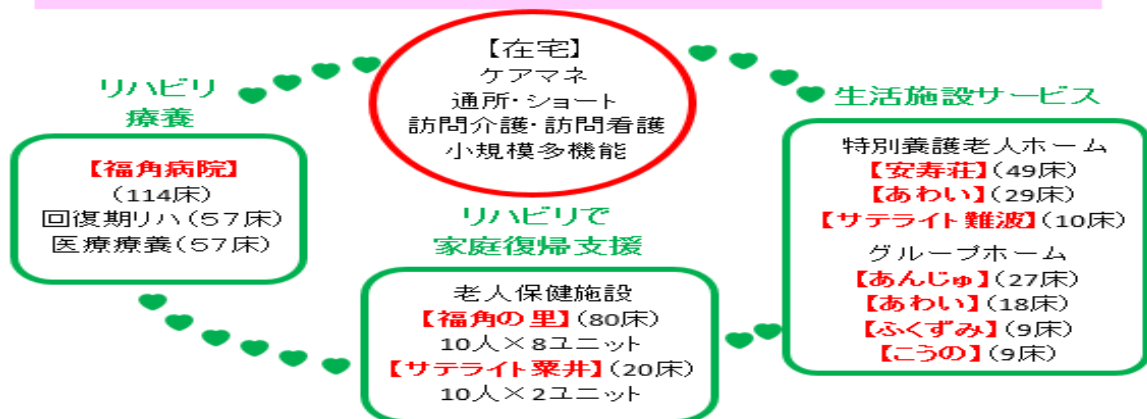 【在宅】
ケアマネ
通所・ショート
訪問介護・訪問看護
小規模多機能
リハビリ
療養
【福角病院】
(114床)
回復期リハ(57床)
医療療養(57床)
リハビリで
家庭復帰支援
老人保健施設
【福角の里】(80床)
10人×8ユニット
【サテライト粟井】(20床)
10人×2ユニット
生活施設サービス
特別養護老人ホーム
【安寿荘】(49床)
【あわい】(29床)
【サテライト難波】(10床)
グループホーム
【あんじゅ】(27床)
【あわい】(18床)
【ふくずみ】(9床)
【こうの】(9床)